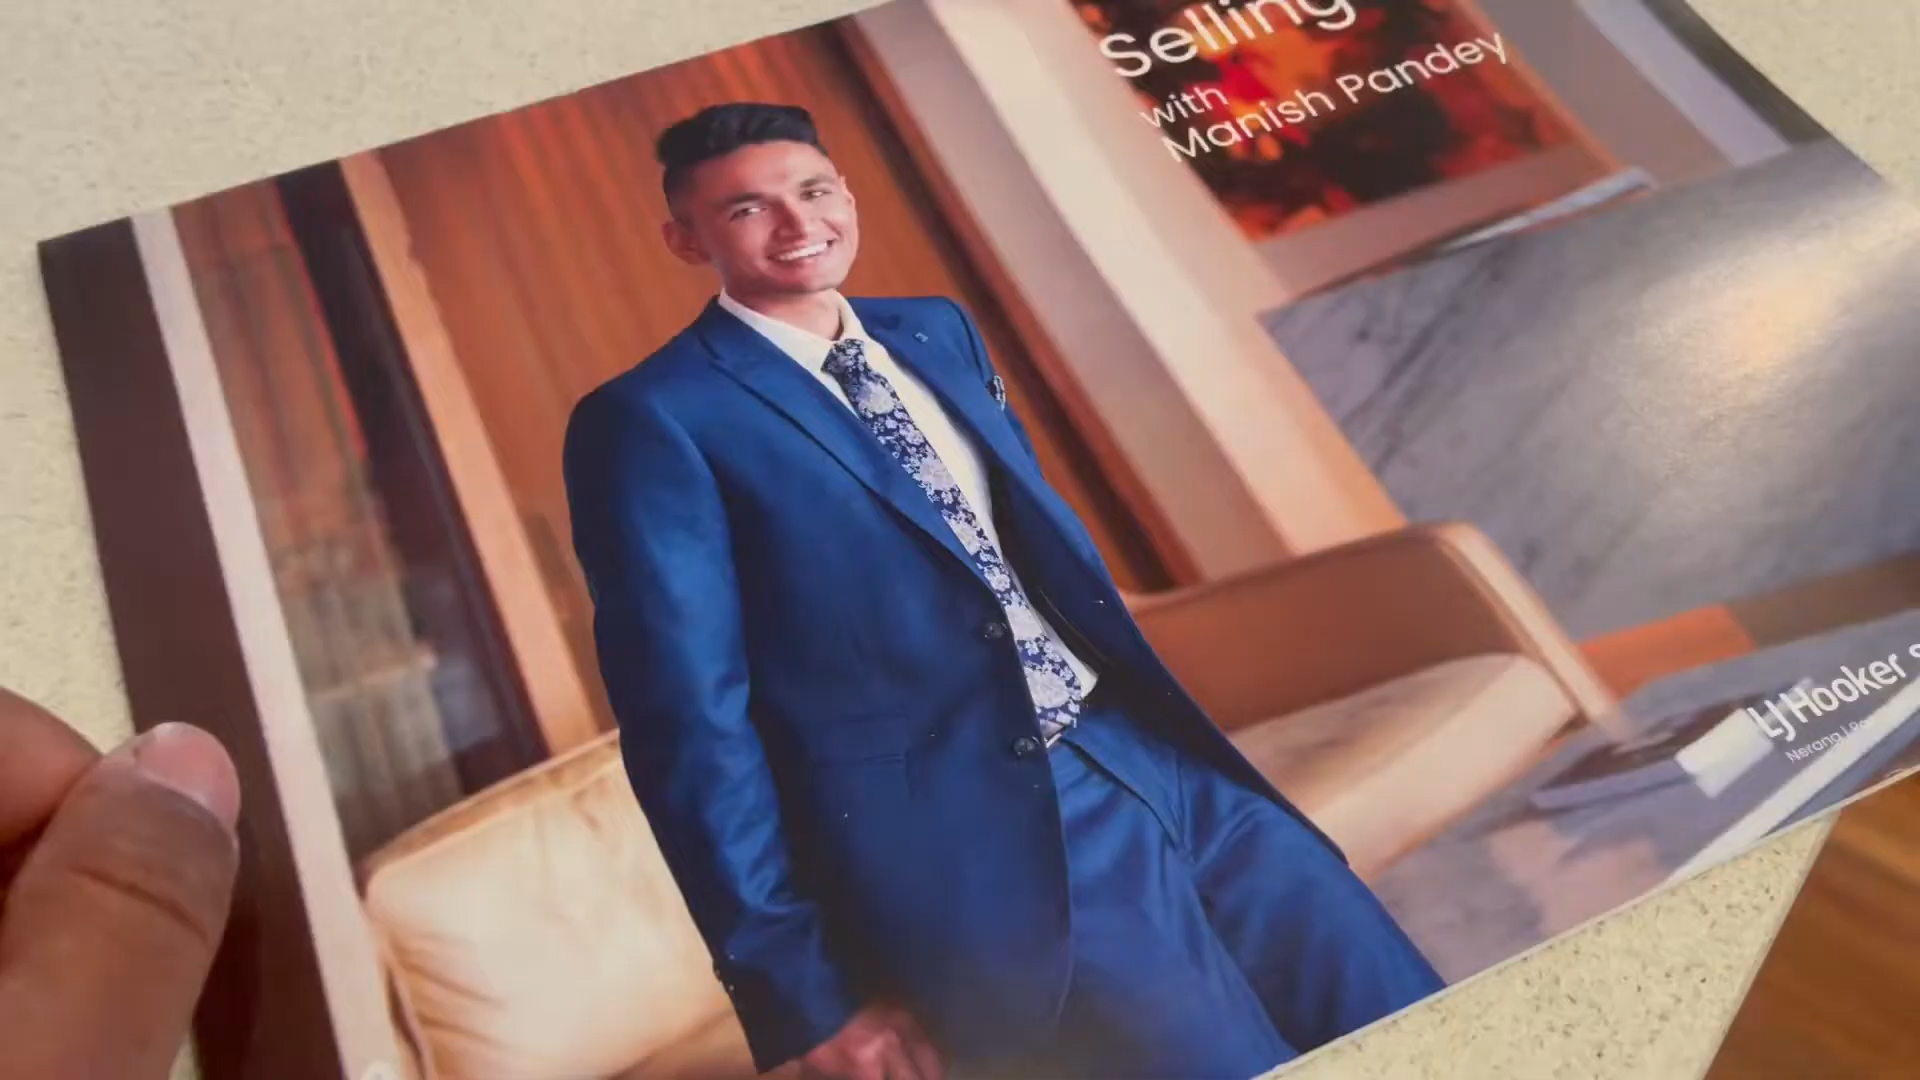 Selling
with
Manish Pandey
LJ Hooker
Nerang |